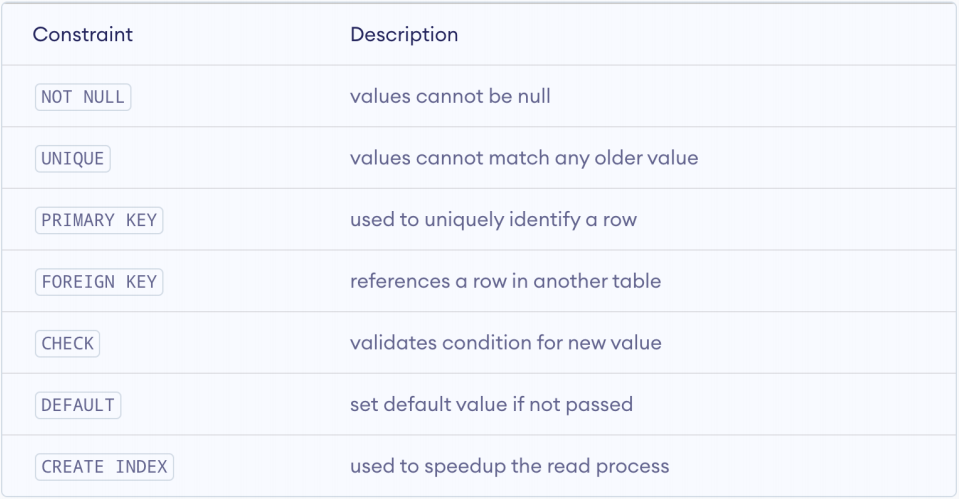 Constraint Description
NOT NULL values cannot be null
UNIQUE values cannot match any older value
PRIMARY KEY used to uniquely identify a row
FOREIGN KEY references a row in another table
CHECK validates condition for new value
DEFAULT set default value if not passed
CREATE INDEX used to speedup the read process